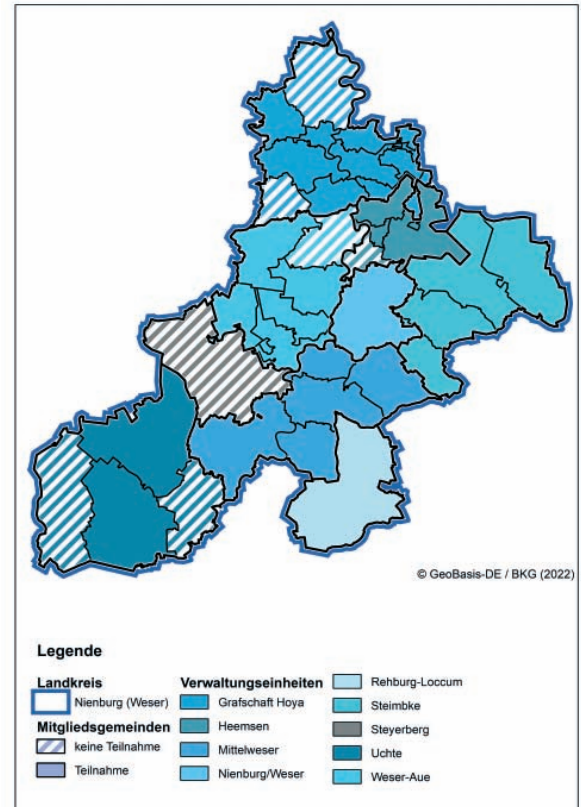 © GeoBasis-DE / BKG (2022)
Legende
Landkreis
Nienburg (Weser)
Mitgliedsgemeinden
keine Teilnahme
Teilnahme
Verwaltungseinheiten
Grafschaft Hoya
Heemsen
Mittelweser
Nienburg/Weser
Rehburg-Loccum
Steimbke
Steyerberg
Uchte
Weser-Aue